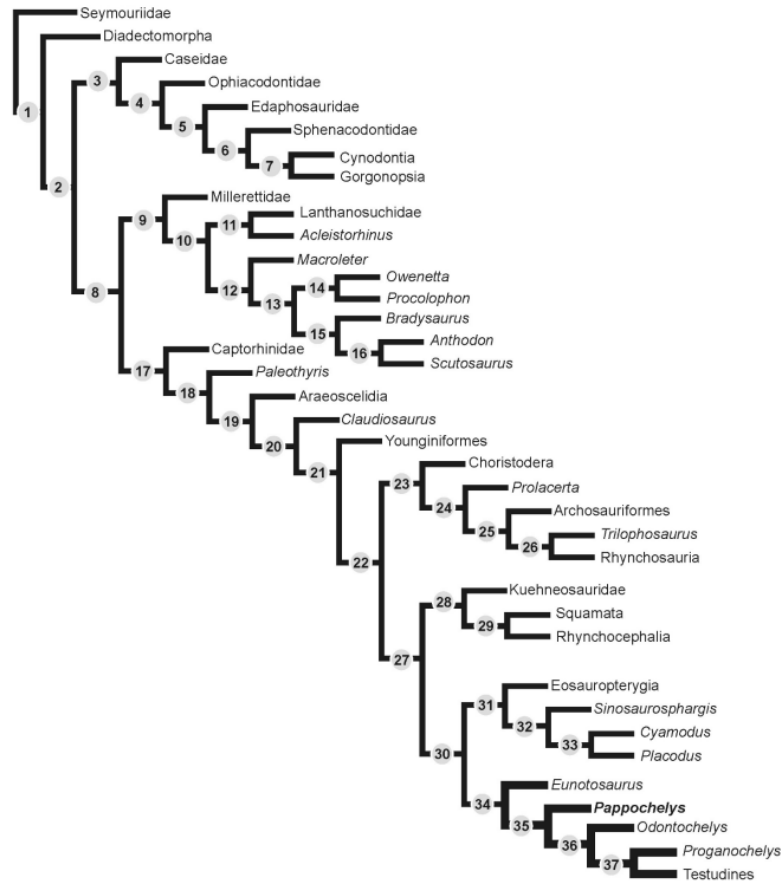 Seymouriidae
Diadectomorpha
Caseidae
3
Ophiacodontidae
4
1
Edaphosauridae
5
Sphenacodontidae
6
Cynodontia
7
Gorgonopsia
2
Millerettidae
9
11
Lanthanosuchidae
10
Acleistorhinus
Macroleter
Owenetta
8
12
14
13
Procolophon
Bradysaurus
15
Anthodon
16
Scutosaurus
Captorhinidae
17
Paleothyris
18
Araeoscelidia
19
Claudiosaurus
20
Younginiformes
21
Choristodera
23
Prolacerta
24
Archosauriformes
25
Trilophosaurus
26
Rhynchosauria
22
Kuehneosauridae
28
Squamata
29
Rhynchocephalia
27
Eosauropterygia
31
Sinosaurosphargis
32
Cyamodus
33
Placodus
30
Eunotosaurus
34
Pappochelys
35
Odontochelys
36
Proganochelys
37
Testudines